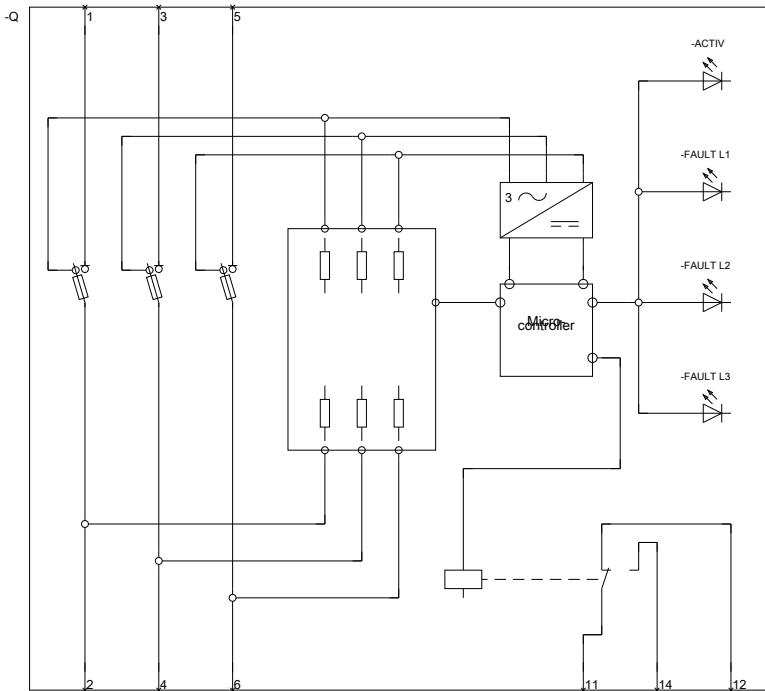 -Q
1
3
5
-ACTIV
-FAULT L1
3
-FAULT L2
Micro-
controller
-FAULT L3
2
4
6
11
14
12